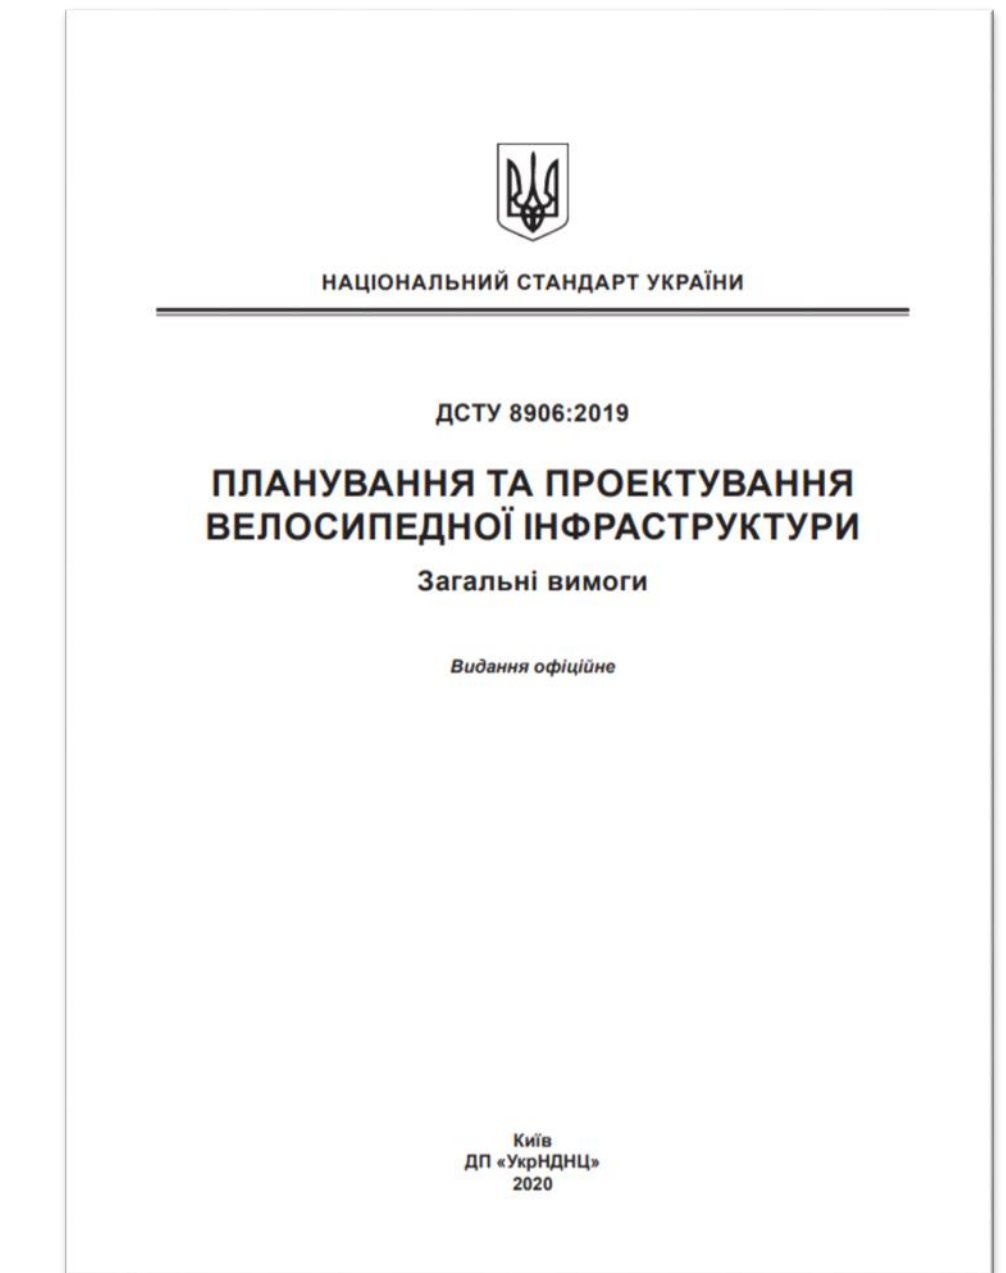 НАЦІОНАЛЬНИЙ СТАНДАРТ УКРАЇНИ
ДСТУ 8906:2019
ПЛАНУВАННЯ ТА ПРОЕКТУВАННЯ
ВЕЛОСИПЕДНОЇ ІНФРАСТРУКТУРИ
Загальні вимоги
Видання офіційне
Київ
ДП «УкрНДНЦ»
2020